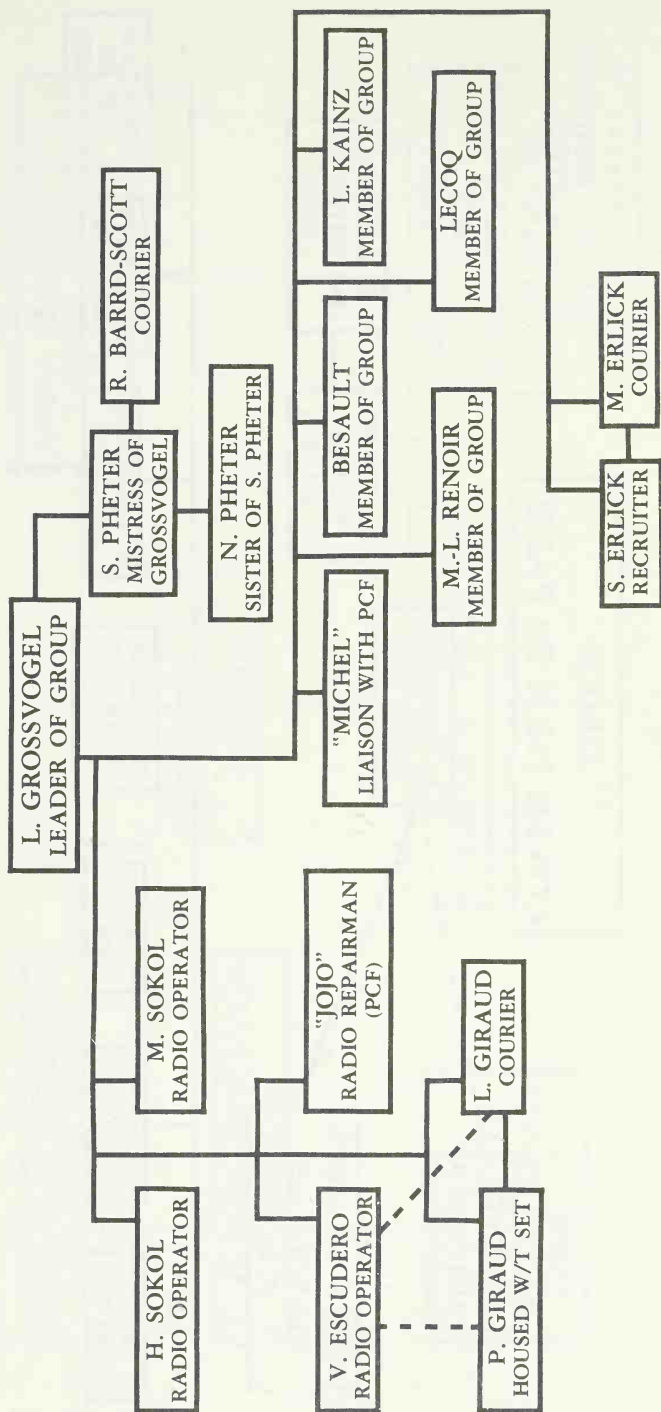 L. GROSSVOGEL
LEADER OF GROUP
S. PHETER
MISTRESS OF
GROSSVOGEL
R. BARRD-SCOTT
COURIER
N. PHETER
SISTER OF S. PHETER
H. SOKOL
RADIO OPERATOR
M. SOKOL
RADIO OPERATOR
V. ESCUDERO
RADIO OPERATOR
"JOJO"
RADIO REPAIRMAN
(PCF)
P. GIRAUD
HOUSED W/T SET
L. GIRAUD
COURIER
"MICHEL"
LIAISON WITH PCF
BESAULT
MEMBER OF GROUP
L. KAINZ
MEMBER OF GROUP
M.-L. RENOIR
MEMBER OF GROUP
LECOQ
MEMBER OF GROUP
S. ERLICK
RECRUITER
M. ERLICK
COURIER